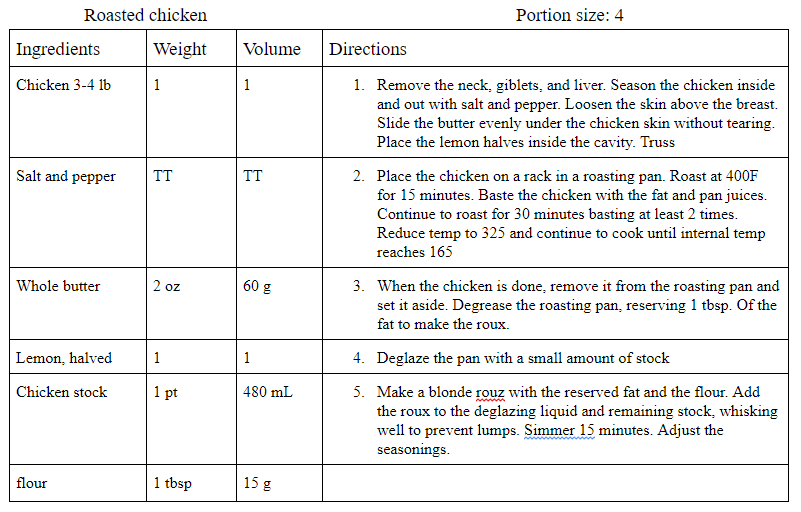 Roasted chicken Portion size: 4
Ingredients Weight Volume Directions
Chicken 3-4 lb 1 1 1. Remove the neck, giblets, and liver. Season the chicken inside
and out with salt and pepper. Loosen the skin above the breast.
Slide the butter evenly under the chicken skin without tearing.
Place the lemon halves inside the cavity. Truss
Salt and pepper TT TT 2. Place the chicken on a rack in a roasting pan. Roast at 400F
for 15 minutes. Baste the chicken with the fat and pan juices.
Continue to roast for 30 minutes basting at least 2 times.
Reduce temp to 325 and continue to cook until internal temp
reaches 165
Whole butter 2 oz 60 g 3. When the chicken is done, remove it from the roasting pan and
set it aside. Degrease the roasting pan, reserving 1 tbsp. Of the
fat to make the roux.
Lemon, halved 1 1 4. Deglaze the pan with a small amount of stock
Chicken stock 1 pt 480 mL 5. Make a blonde rouz with the reserved fat and the flour. Add
the roux to the deglazing liquid and remaining stock, whisking
well to prevent lumps. Simmer 15 minutes. Adjust the
seasonings.
flour 1 tbsp 15 g